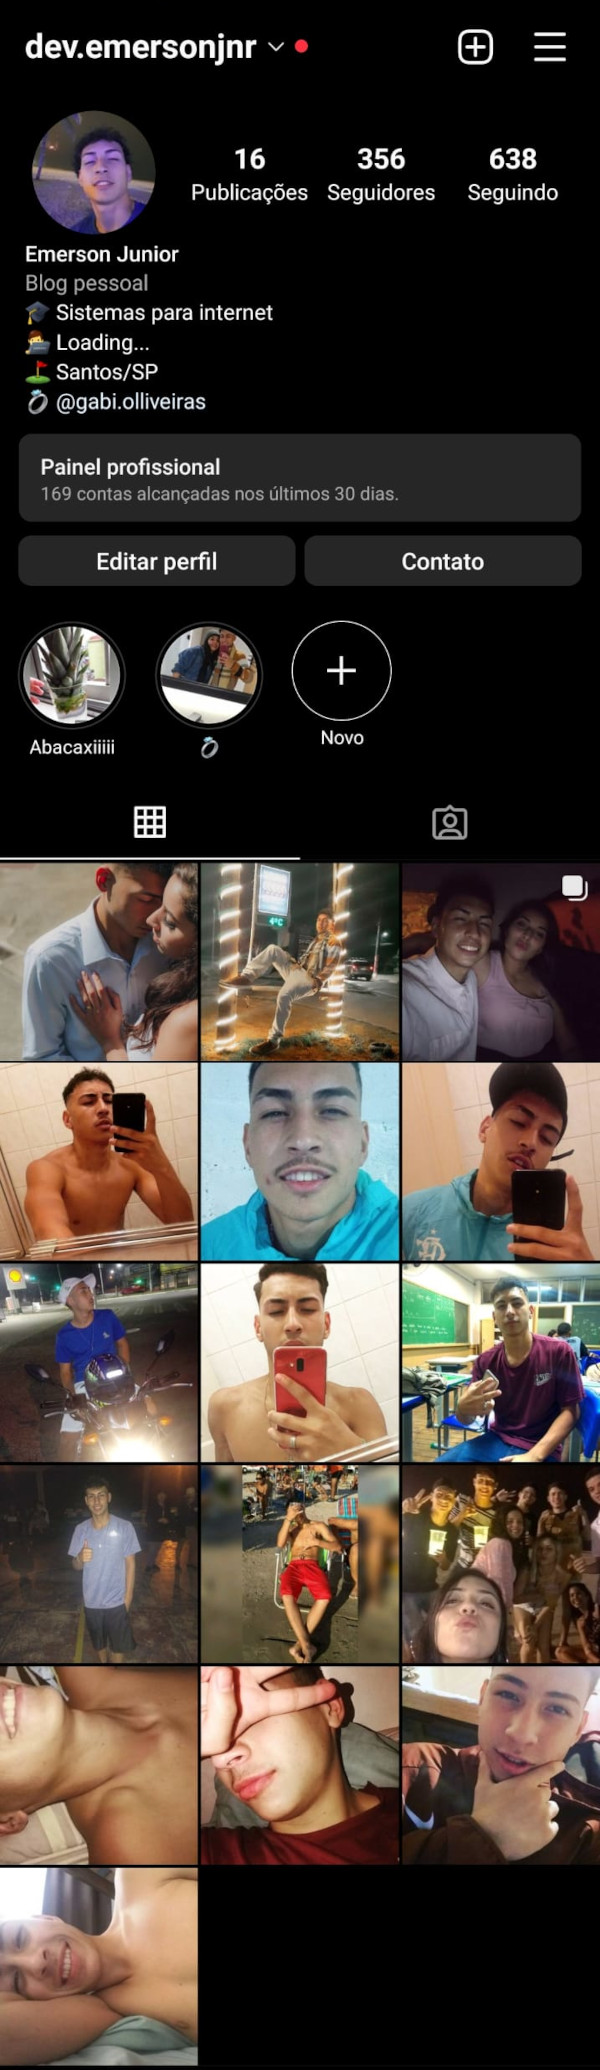 dev.emersonjnr
16 356 638
Publicações Seguidores Seguindo
Emerson Junior
Blog pessoal
🎓 Sistemas para internet
👨‍💻 Loading...
⛳ Santos/SP
💍 @gabi.olliveiras
Painel profissional
169 contas alcançadas nos últimos 30 dias.
Editar perfil Contato
Abacaxiiiii 💍 Novo
4°C